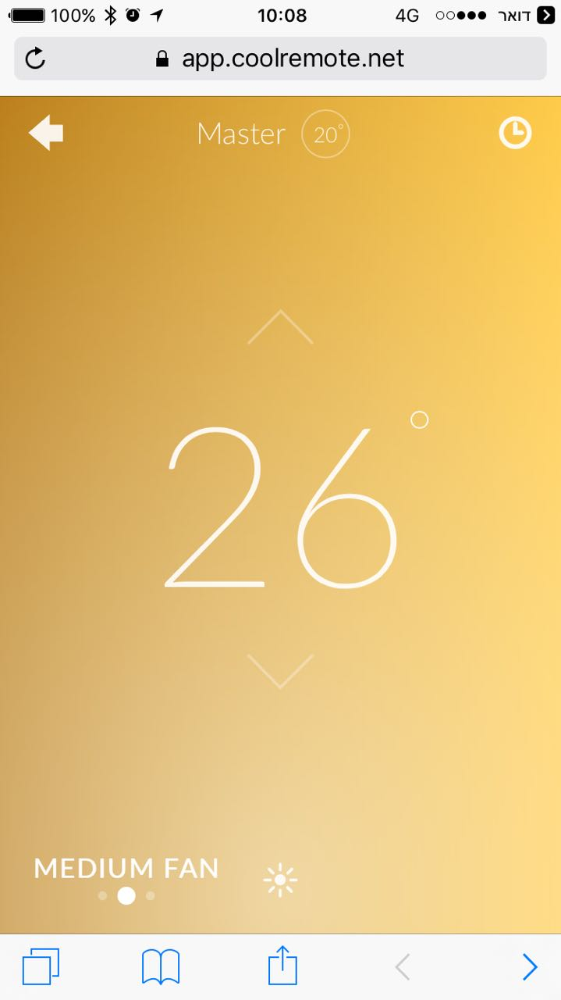 100% 10:08 4G דואר
app.coolremote.net
Master 20°
26°
MEDIUM FAN